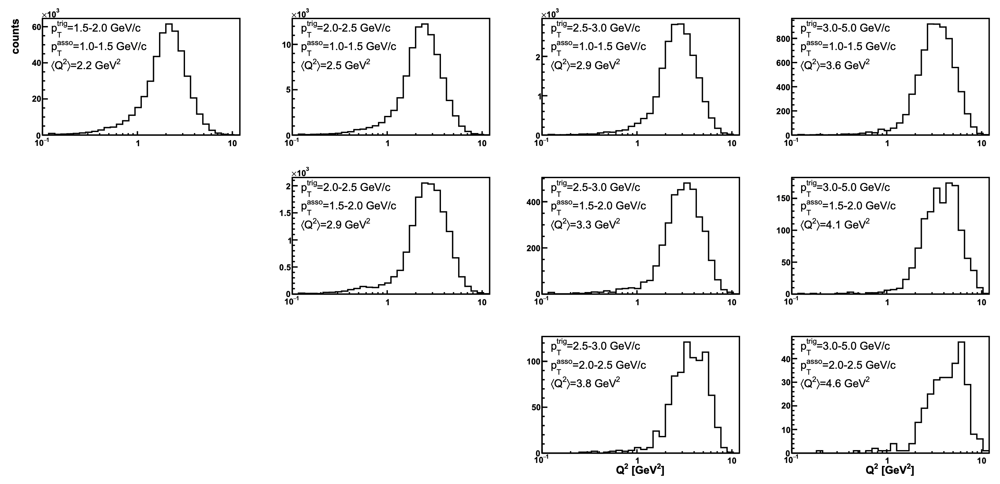 counts
×10³
p_T^trig=1.5-2.0 GeV/c
p_T^asso=1.0-1.5 GeV/c
⟨Q²⟩=2.2 GeV²
60
40
20
0
10⁻¹ 1 10
×10³
p_T^trig=2.0-2.5 GeV/c
p_T^asso=1.0-1.5 GeV/c
⟨Q²⟩=2.5 GeV²
10
5
0
10⁻¹ 1 10
×10³
p_T^trig=2.5-3.0 GeV/c
p_T^asso=1.0-1.5 GeV/c
⟨Q²⟩=2.9 GeV²
2
1
0
10⁻¹ 1 10
p_T^trig=3.0-5.0 GeV/c
p_T^asso=1.0-1.5 GeV/c
⟨Q²⟩=3.6 GeV²
800
600
400
200
0
10⁻¹ 1 10
×10³
p_T^trig=2.0-2.5 GeV/c
p_T^asso=1.5-2.0 GeV/c
⟨Q²⟩=2.9 GeV²
2
1.5
1
0.5
0
10⁻¹ 1 10
p_T^trig=2.5-3.0 GeV/c
p_T^asso=1.5-2.0 GeV/c
⟨Q²⟩=3.3 GeV²
400
200
0
10⁻¹ 1 10
p_T^trig=3.0-5.0 GeV/c
p_T^asso=1.5-2.0 GeV/c
⟨Q²⟩=4.1 GeV²
150
100
50
0
10⁻¹ 1 10
p_T^trig=2.5-3.0 GeV/c
p_T^asso=2.0-2.5 GeV/c
⟨Q²⟩=3.8 GeV²
100
50
0
10⁻¹ 1 10
Q² [GeV²]
p_T^trig=3.0-5.0 GeV/c
p_T^asso=2.0-2.5 GeV/c
⟨Q²⟩=4.6 GeV²
40
30
20
10
0
10⁻¹ 1 10
Q² [GeV²]